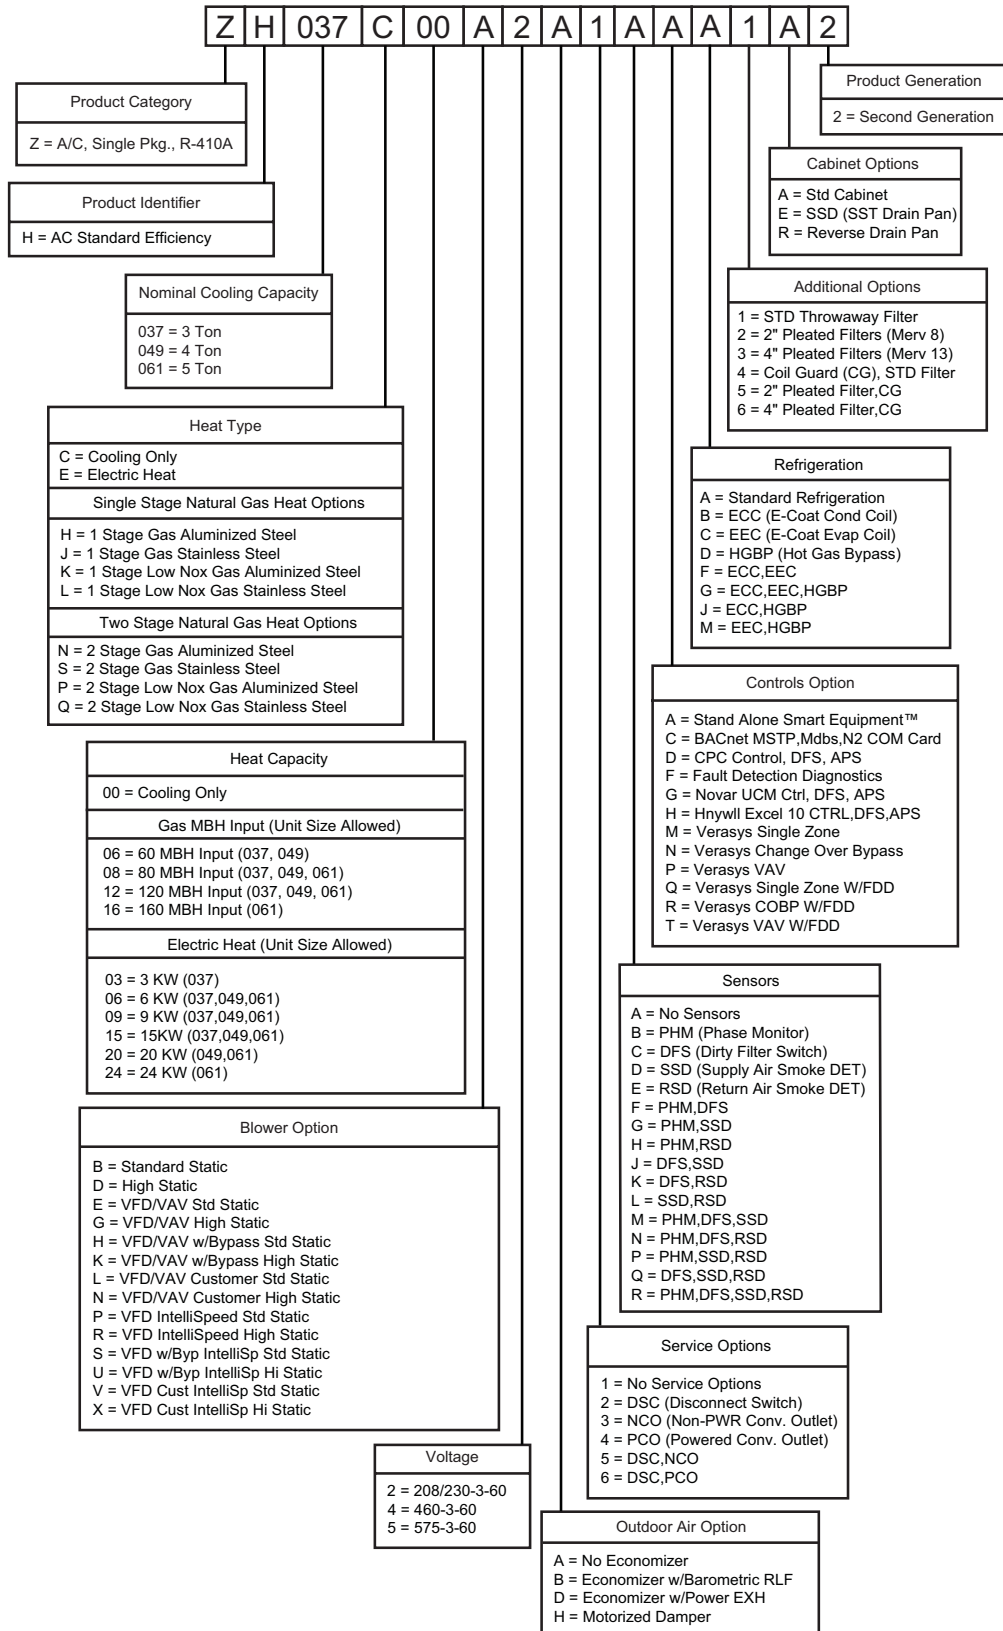 Z H 037 C 00 A 2 A 1 A A A 1 A 2
Product Category
Z = A/C, Single Pkg., R-410A
Product Identifier
H = AC Standard Efficiency
Nominal Cooling Capacity
037 = 3 Ton
049 = 4 Ton
061 = 5 Ton
Heat Type
C = Cooling Only
E = Electric Heat
Single Stage Natural Gas Heat Options
H = 1 Stage Gas Aluminized Steel
J = 1 Stage Gas Stainless Steel
K = 1 Stage Low Nox Gas Aluminized Steel
L = 1 Stage Low Nox Gas Stainless Steel
Two Stage Natural Gas Heat Options
N = 2 Stage Gas Aluminized Steel
S = 2 Stage Gas Stainless Steel
P = 2 Stage Low Nox Gas Aluminized Steel
Q = 2 Stage Low Nox Gas Stainless Steel
Heat Capacity
00 = Cooling Only
Gas MBH Input (Unit Size Allowed)
06 = 60 MBH Input (037, 049)
08 = 80 MBH Input (037, 049, 061)
12 = 120 MBH Input (037, 049, 061)
16 = 160 MBH Input (061)
Electric Heat (Unit Size Allowed)
03 = 3 KW (037)
06 = 6 KW (037,049,061)
09 = 9 KW (037,049,061)
15 = 15KW (037,049,061)
20 = 20 KW (049,061)
24 = 24 KW (061)
Blower Option
B = Standard Static
D = High Static
E = VFD/VAV Std Static
G = VFD/VAV High Static
H = VFD/VAV w/Bypass Std Static
K = VFD/VAV w/Bypass High Static
L = VFD/VAV Customer Std Static
N = VFD/VAV Customer High Static
P = VFD IntelliSpeed Std Static
R = VFD IntelliSpeed High Static
S = VFD w/Byp IntelliSp Std Static
U = VFD w/Byp IntelliSp Hi Static
V = VFD Cust IntelliSp Std Static
X = VFD Cust IntelliSp Hi Static
Voltage
2 = 208/230-3-60
4 = 460-3-60
5 = 575-3-60
Product Generation
2 = Second Generation
Cabinet Options
A = Std Cabinet
E = SSD (SST Drain Pan)
R = Reverse Drain Pan
Additional Options
1 = STD Throwaway Filter
2 = 2" Pleated Filters (Merv 8)
3 = 4" Pleated Filters (Merv 13)
4 = Coil Guard (CG), STD Filter
5 = 2" Pleated Filter,CG
6 = 4" Pleated Filter,CG
Refrigeration
A = Standard Refrigeration
B = ECC (E-Coat Cond Coil)
C = EEC (E-Coat Evap Coil)
D = HGBP (Hot Gas Bypass)
F = ECC,EEC
G = ECC,EEC,HGBP
J = ECC,HGBP
M = EEC,HGBP
Controls Option
A = Stand Alone Smart Equipment™
C = BACnet MSTP,Mdbs,N2 COM Card
D = CPC Control, DFS, APS
F = Fault Detection Diagnostics
G = Novar UCM Ctrl, DFS, APS
H = Hnywll Excel 10 CTRL,DFS,APS
M = Verasys Single Zone
N = Verasys Change Over Bypass
P = Verasys VAV
Q = Verasys Single Zone W/FDD
R = Verasys COBP W/FDD
T = Verasys VAV W/FDD
Sensors
A = No Sensors
B = PHM (Phase Monitor)
C = DFS (Dirty Filter Switch)
D = SSD (Supply Air Smoke DET)
E = RSD (Return Air Smoke DET)
F = PHM,DFS
G = PHM,SSD
H = PHM,RSD
J = DFS,SSD
K = DFS,RSD
L = SSD,RSD
M = PHM,DFS,SSD
N = PHM,DFS,RSD
P = PHM,SSD,RSD
Q = DFS,SSD,RSD
R = PHM,DFS,SSD,RSD
Service Options
1 = No Service Options
2 = DSC (Disconnect Switch)
3 = NCO (Non-PWR Conv. Outlet)
4 = PCO (Powered Conv. Outlet)
5 = DSC,NCO
6 = DSC,PCO
Outdoor Air Option
A = No Economizer
B = Economizer w/Barometric RLF
D = Economizer w/Power EXH
H = Motorized Damper